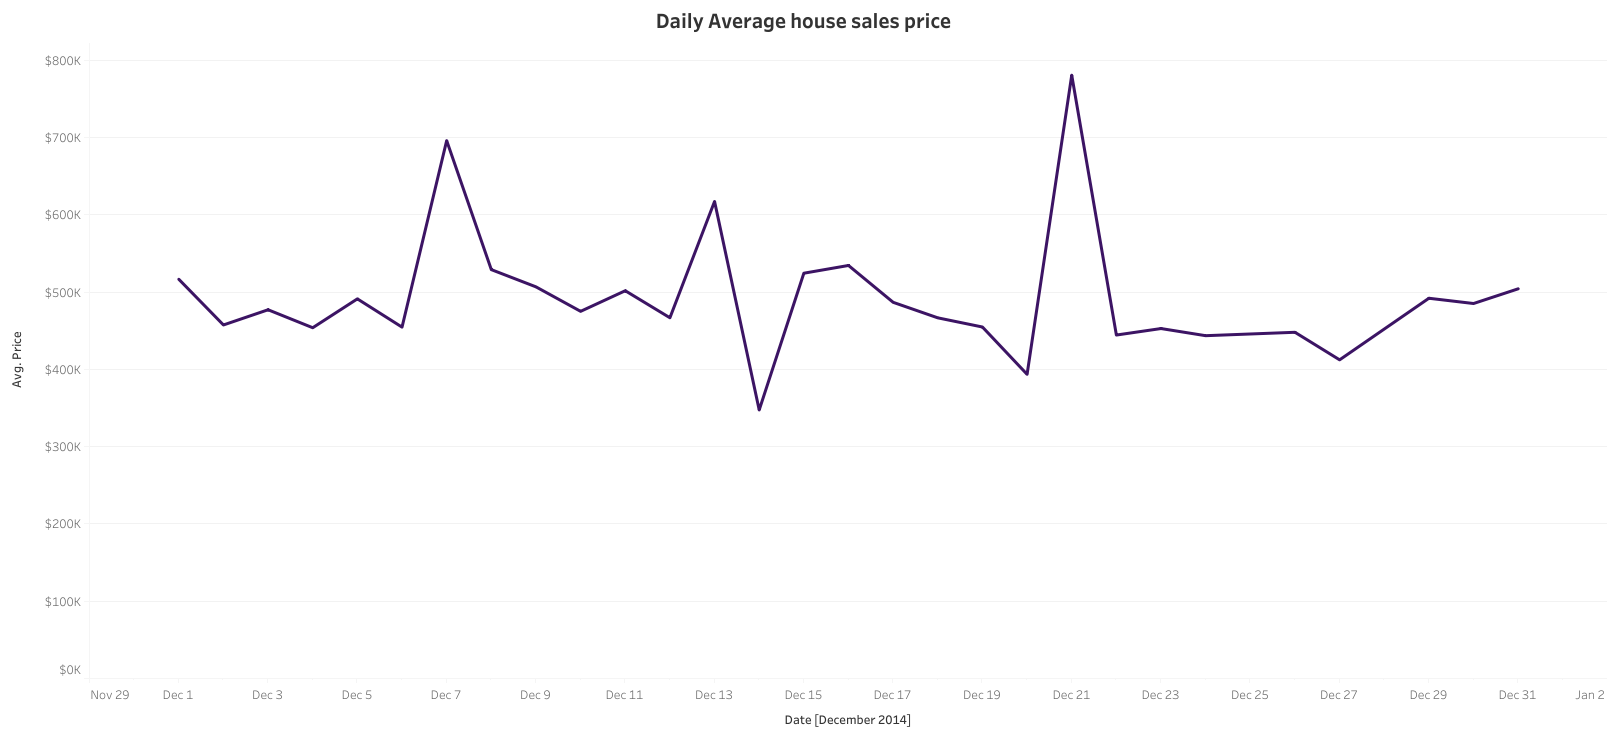 Daily Average house sales price
$800K
$700K
$600K
$500K
$400K
$300K
$200K
$100K
$0K
Avg. Price
Nov 29 Dec 1 Dec 3 Dec 5 Dec 7 Dec 9 Dec 11 Dec 13 Dec 15 Dec 17 Dec 19 Dec 21 Dec 23 Dec 25 Dec 27 Dec 29 Dec 31 Jan 2
Date [December 2014]